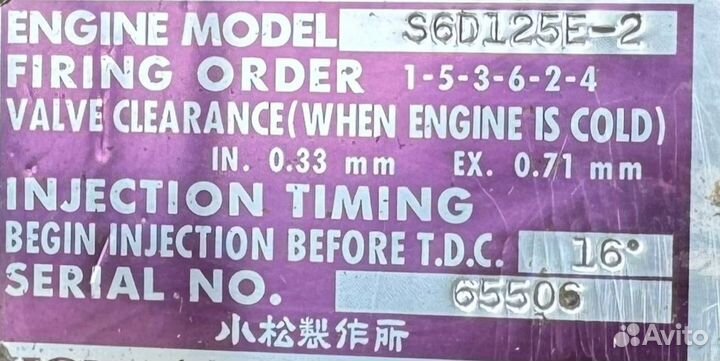 ENGINE MODEL S6D125E-2
FIRING ORDER 1-5-3-6-2-4
VALVE CLEARANCE(WHEN ENGINE IS COLD)
IN. 0.33 mm EX. 0.71 mm
INJECTION TIMING
BEGIN INJECTION BEFORE T.D.C. 16°
SERIAL NO. 65506
小松製作所
Avito